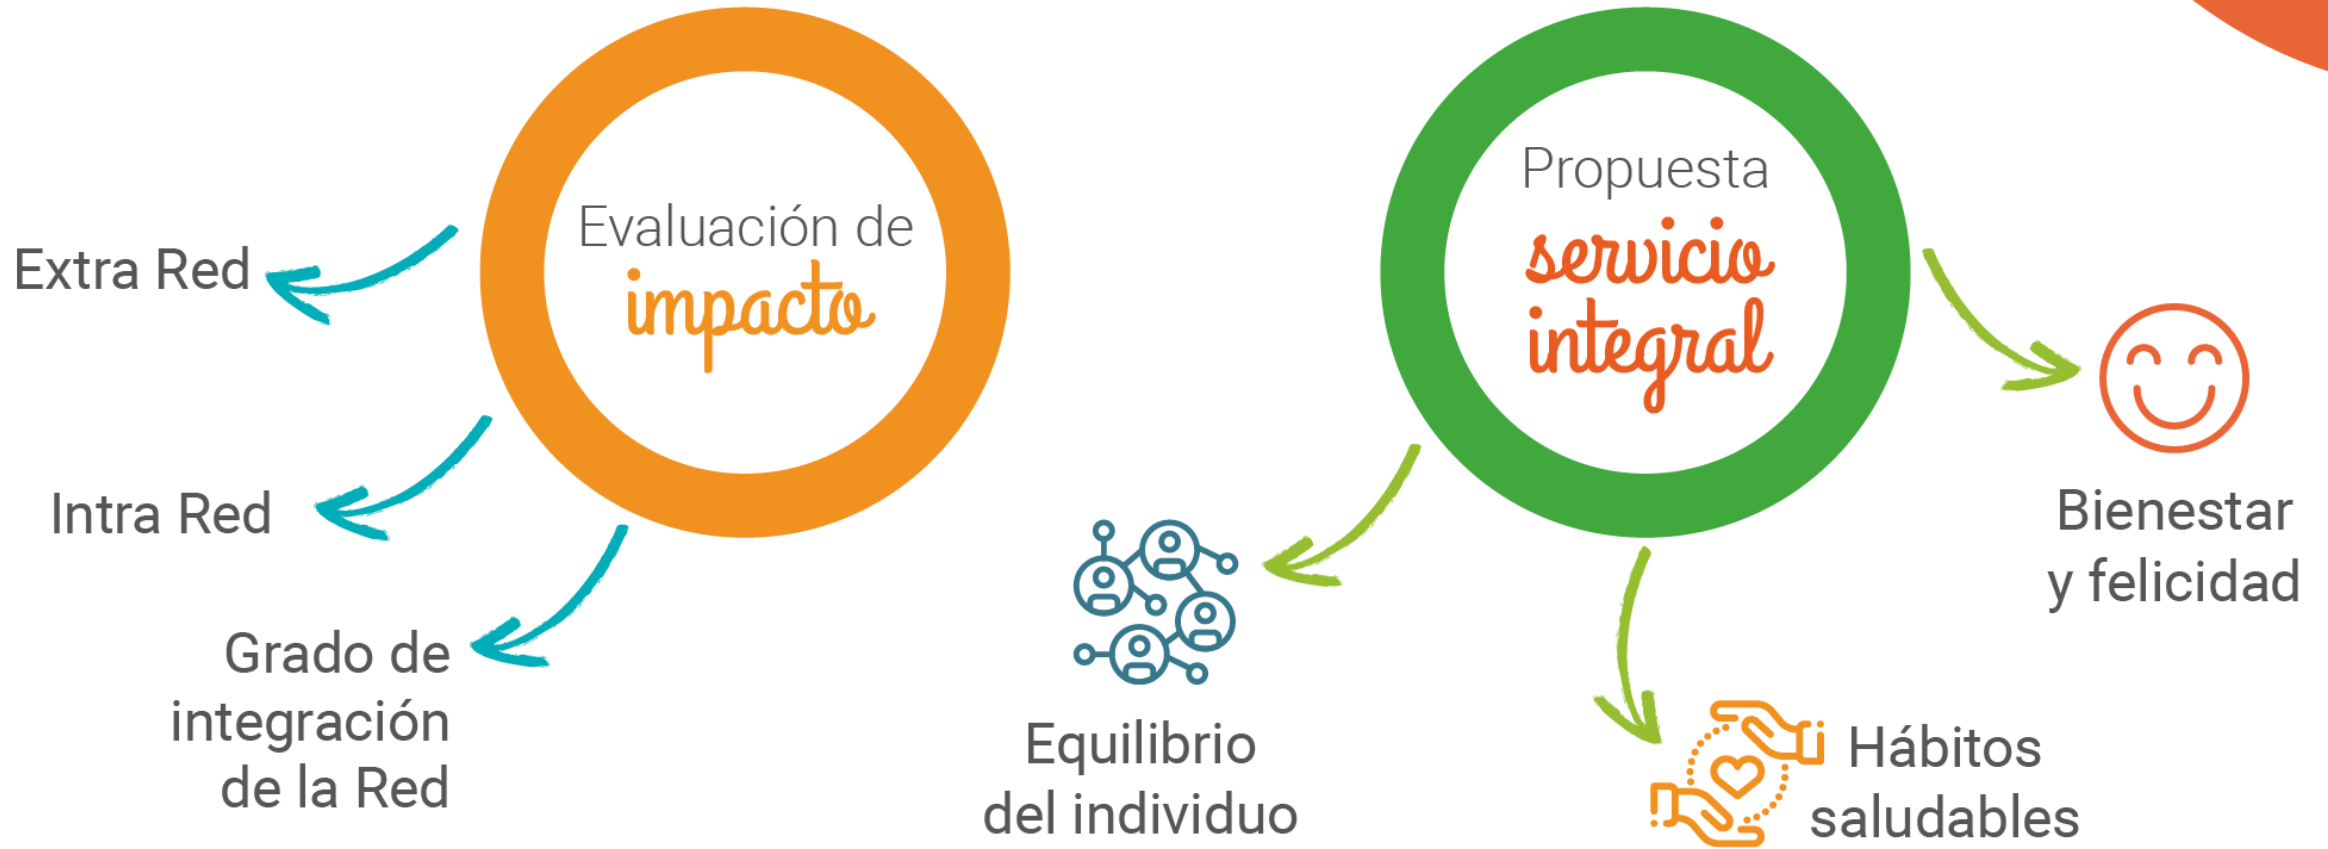 Evaluación de
impacto
Extra Red
Intra Red
Grado de
integración
de la Red
Propuesta
servicio
integral
Equilibrio
del individuo
Hábitos
saludables
Bienestar
y felicidad